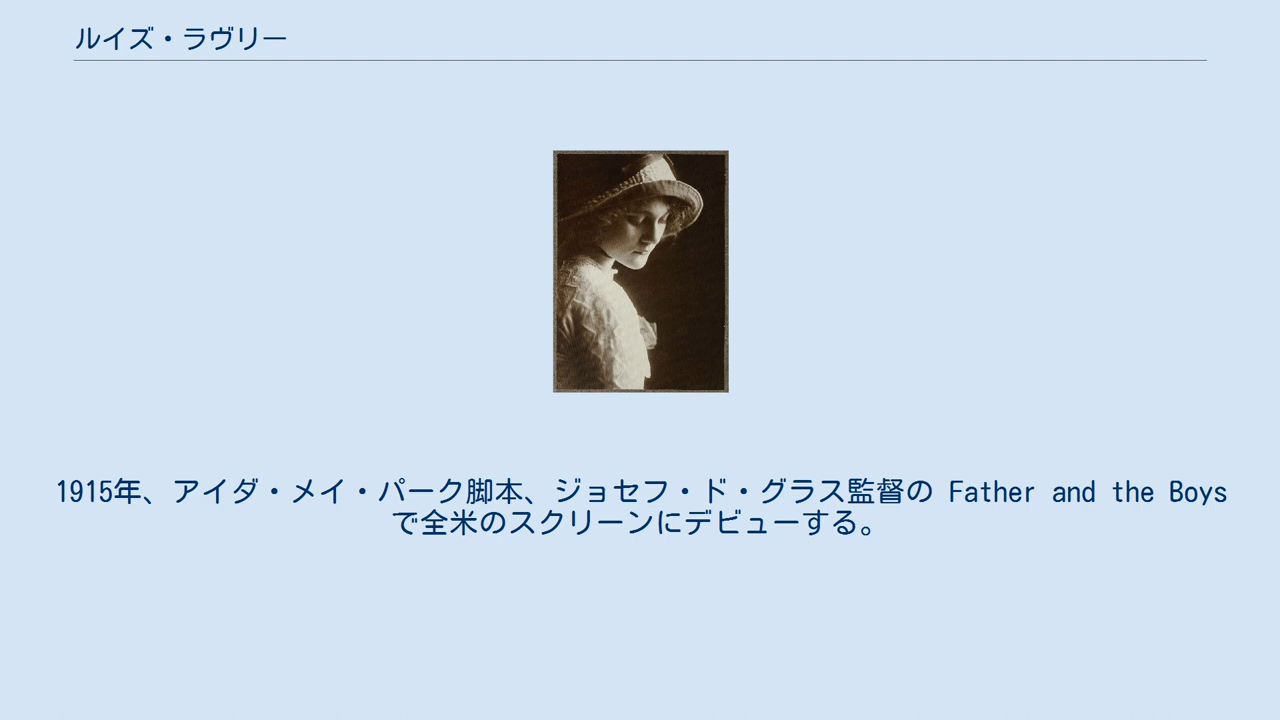 ルイズ・ラヴリー
1915年、アイダ・メイ・パーク脚本、ジョセフ・ド・グラス監督の Father and the Boys
で全米のスクリーンにデビューする。